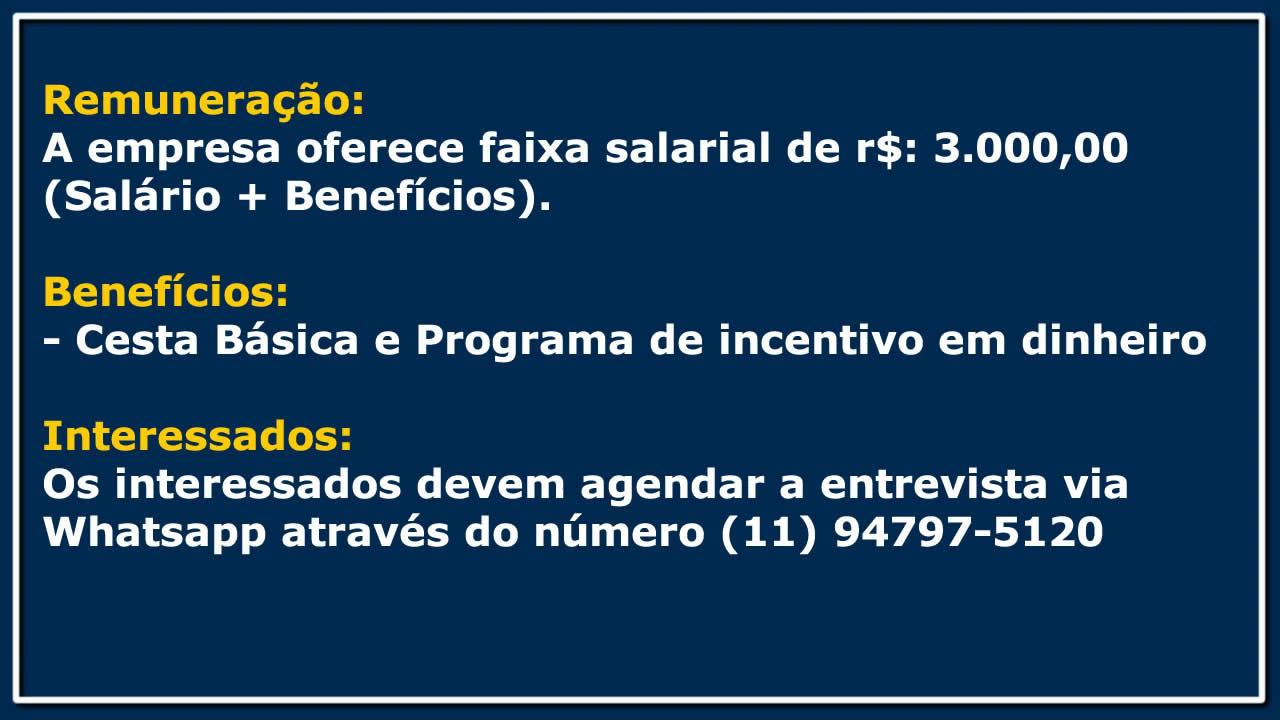 Remuneração:
A empresa oferece faixa salarial de r$: 3.000,00
(Salário + Benefícios).
Benefícios:
- Cesta Básica e Programa de incentivo em dinheiro
Interessados:
Os interessados devem agendar a entrevista via
Whatsapp através do número (11) 94797-5120